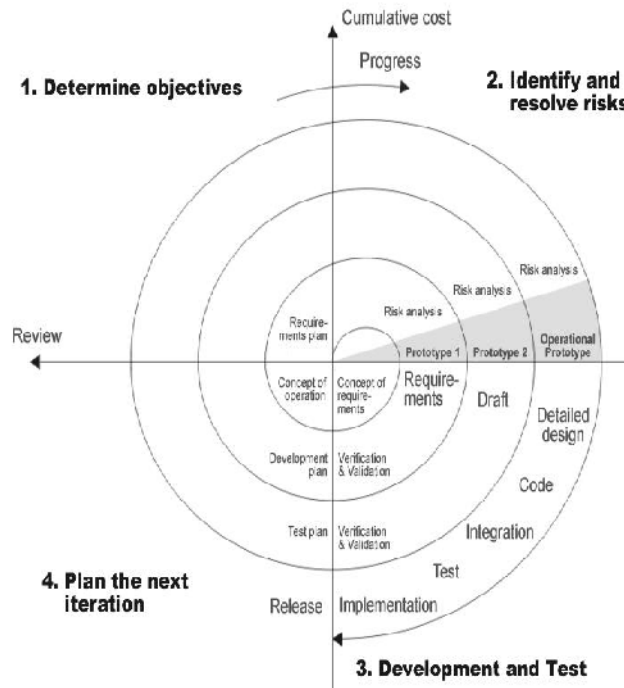 Cumulative cost
Progress
1. Determine objectives
2. Identify and
resolve risks
Risk analysis
Risk analysis
Risk analysis
Require-
ments plan
Review
Prototype 1
Prototype 2
Operational
Prototype
Concept of
operation
Concept of
require-
ments
Require-
ments
Draft
Detailed
design
Development
plan
Verification
& Validation
Code
Test plan
Verification
& Validation
Integration
Test
4. Plan the next
iteration
Release
Implementation
3. Development and Test